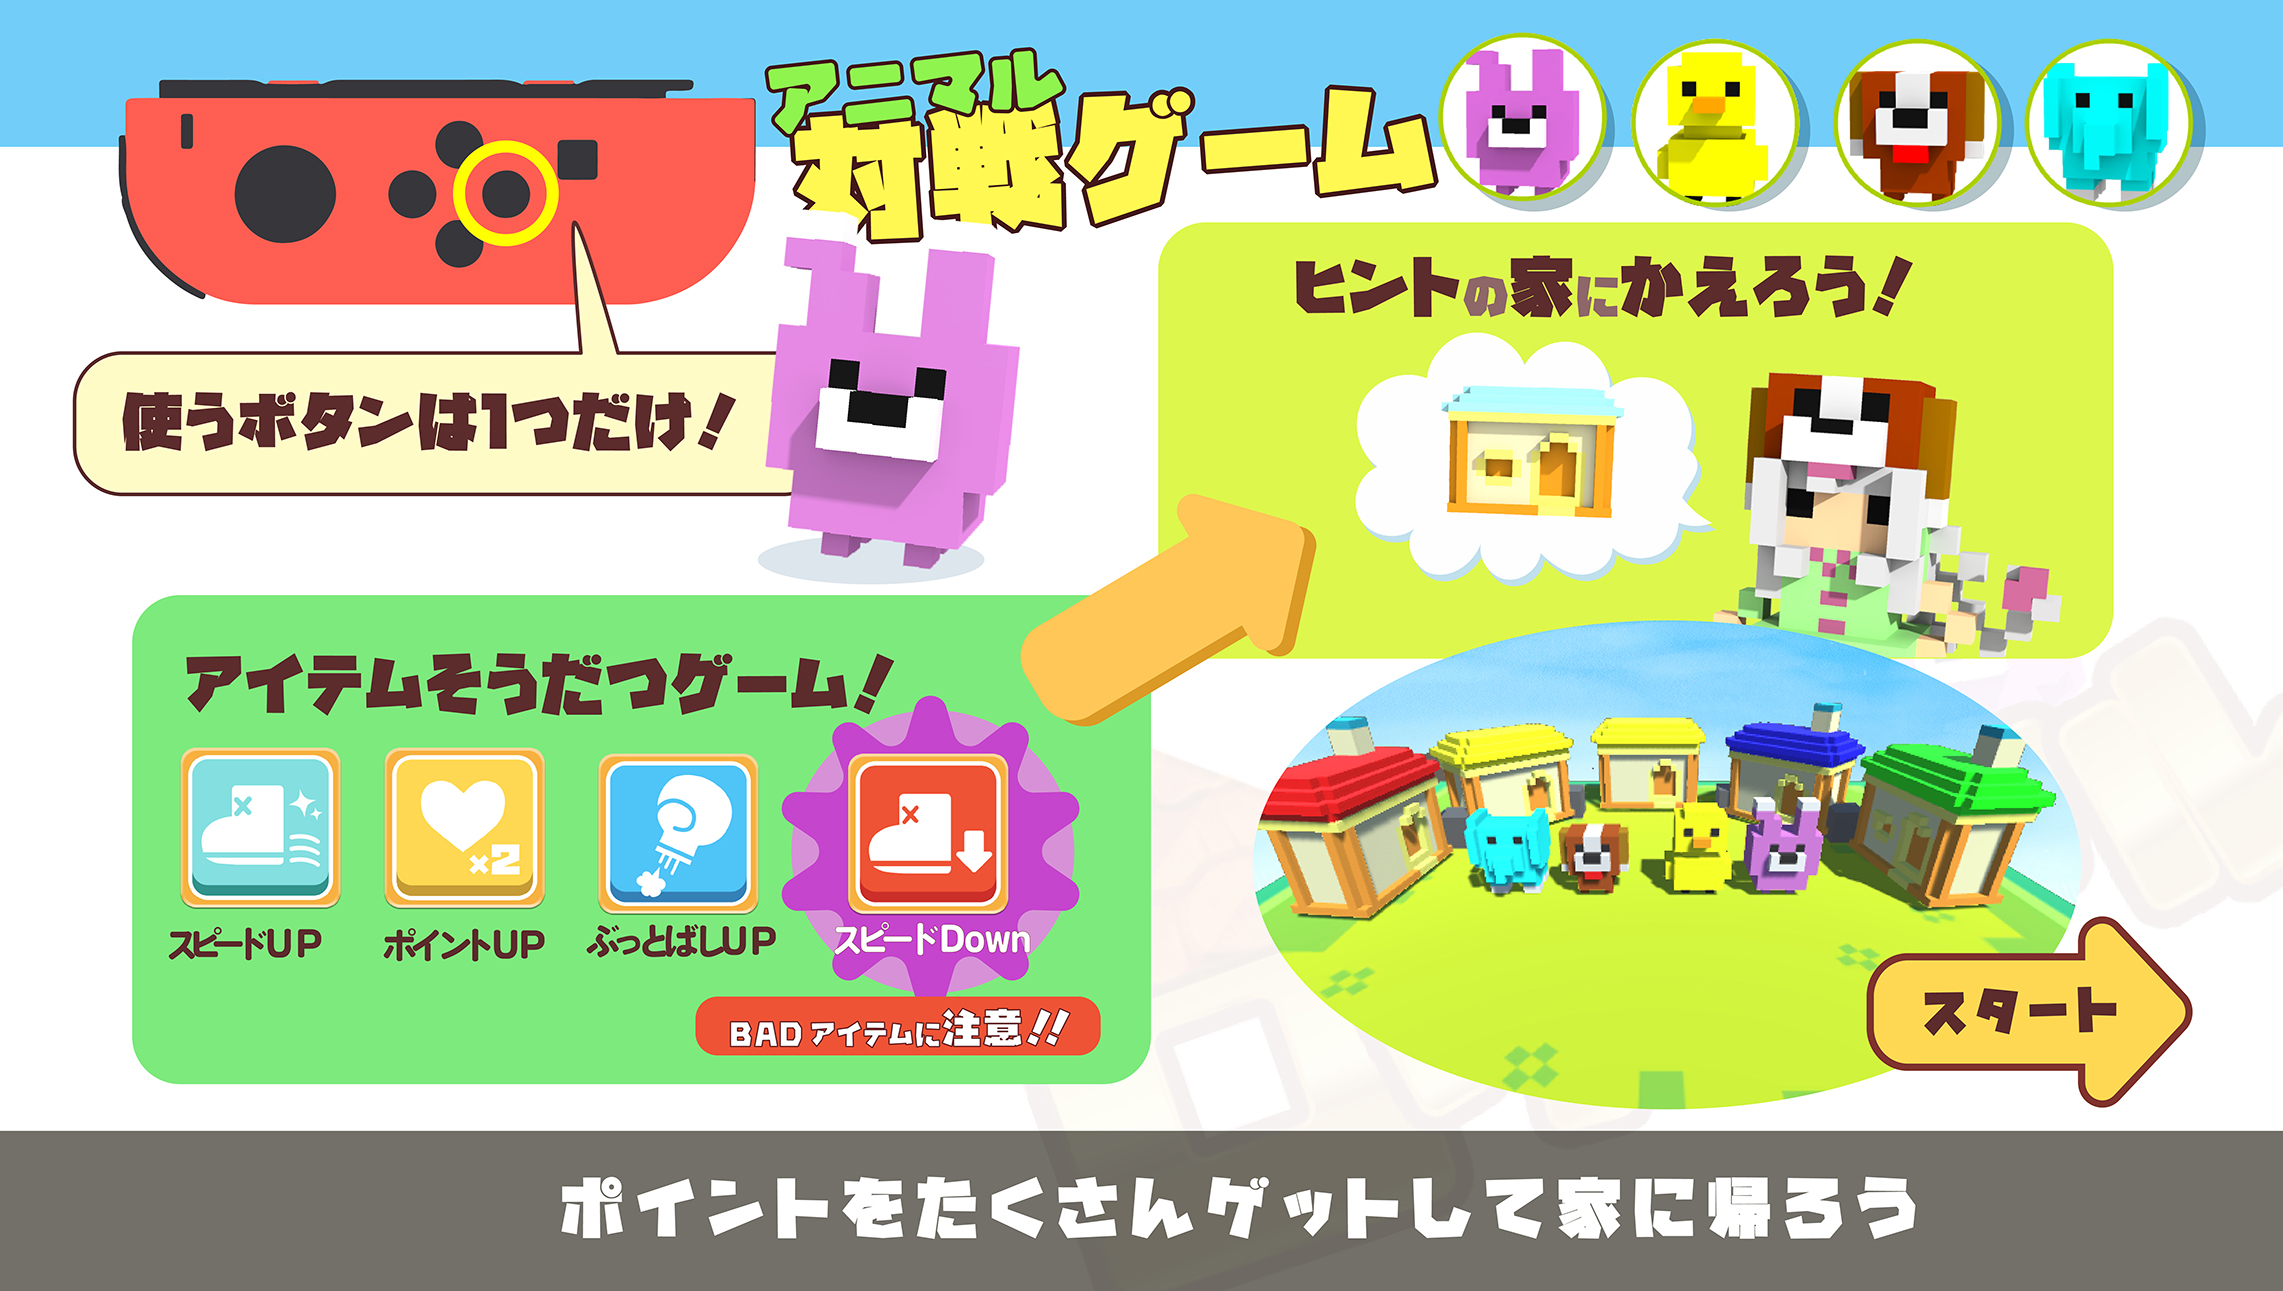 アニマル
対戦ゲーム
使うボタンは1つだけ!
ヒントの家にかえろう!
アイテムそうだつゲーム!
×2
スピードUP
ポイントUP
ぶっとばしUP
スピードDown
BADアイテムに注意!!
スタート
ポイントをたくさんゲットして家に帰ろう